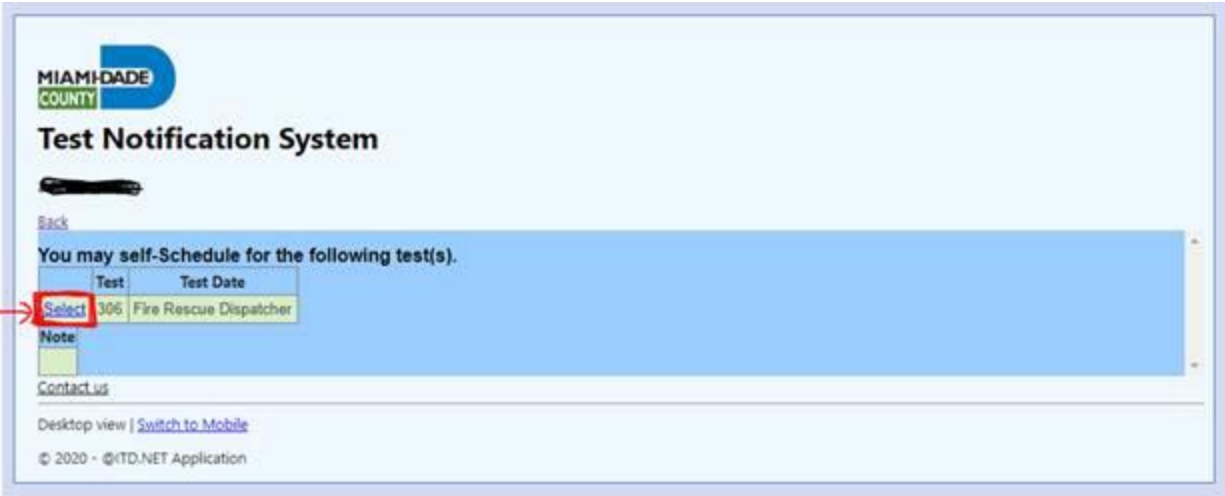 MIAMI-DADE
COUNTY
Test Notification System
Back
You may self-Schedule for the following test(s).
Test Test Date
Select 306 Fire Rescue Dispatcher
Note
Contact us
Desktop view | Switch to Mobile
© 2020 - @ITD.NET Application